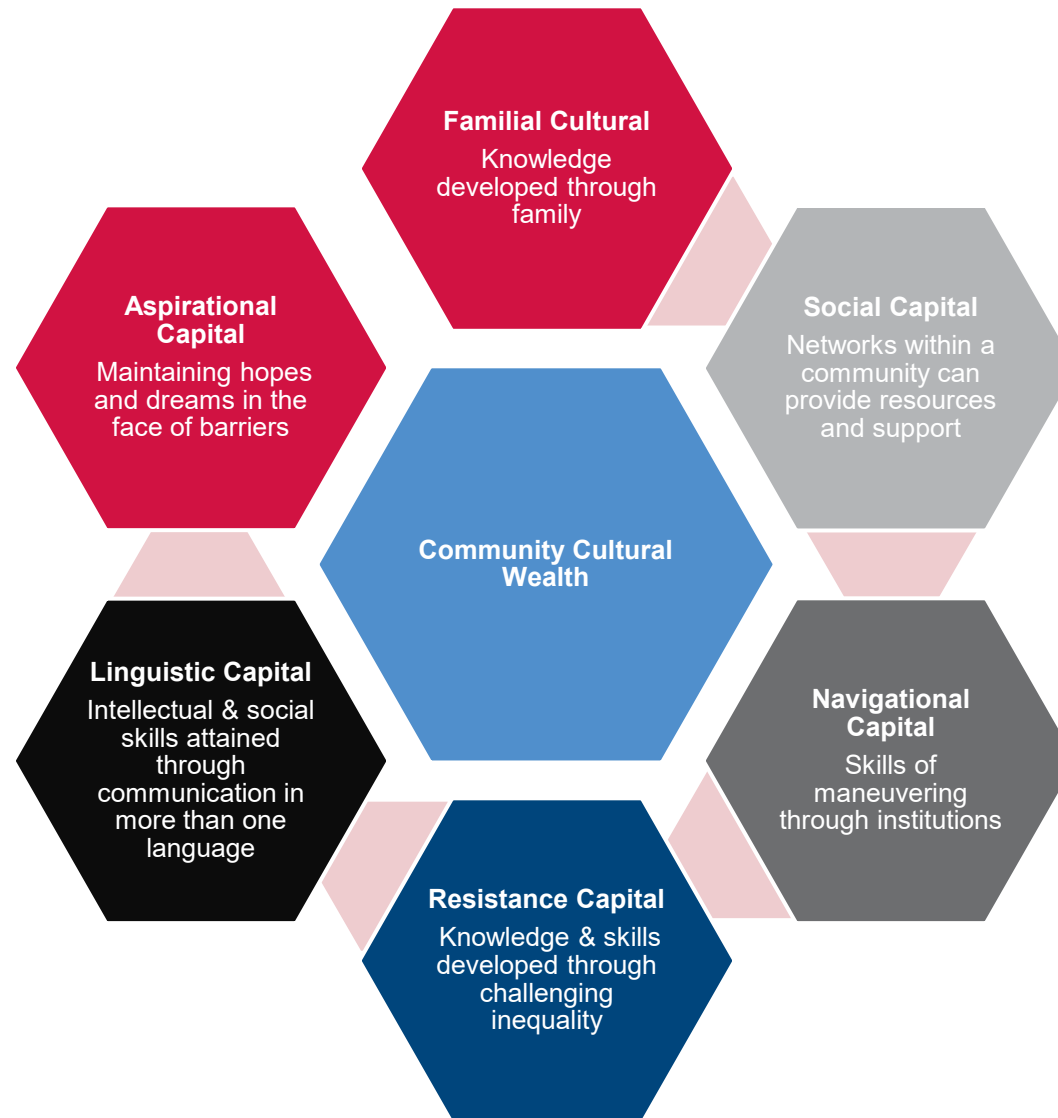 Familial Cultural
Knowledge
developed through
family
Social Capital
Networks within a
community can
provide resources
and support
Navigational
Capital
Skills of
maneuvering
through institutions
Resistance Capital
Knowledge & skills
developed through
challenging
inequality
Linguistic Capital
Intellectual & social
skills attained
through
communication in
more than one
language
Aspirational
Capital
Maintaining hopes
and dreams in the
face of barriers
Community Cultural
Wealth